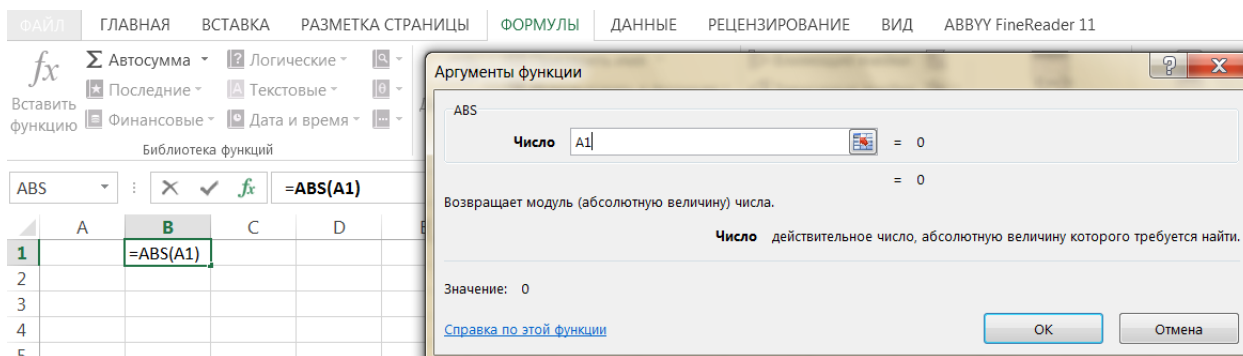 ФАЙЛ ГЛАВНАЯ ВСТАВКА РАЗМЕТКА СТРАНИЦЫ ФОРМУЛЫ ДАННЫЕ РЕЦЕНЗИРОВАНИЕ ВИД ABBYY FineReader 11
fx
Вставить
функцию
Σ Автосумма
Последние
Финансовые
Логические
Текстовые
Дата и время
Библиотека функций
ABS fx =ABS(A1)
A B C D
1 =ABS(A1)
2
3
4
5
Аргументы функции
ABS
Число A1 = 0
= 0
Возвращает модуль (абсолютную величину) числа.
Число действительное число, абсолютную величину которого требуется найти.
Значение: 0
Справка по этой функции
ОК Отмена